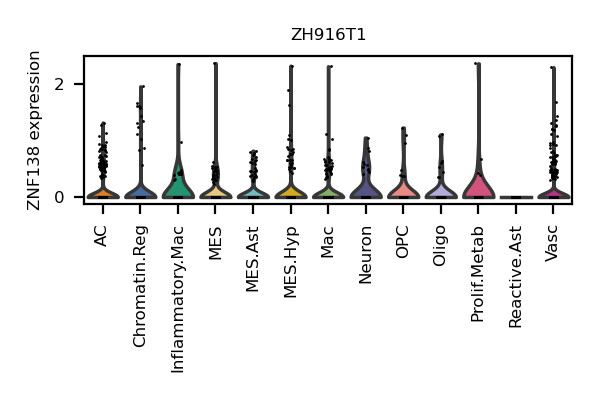 ZH916T1
ZNF138 expression
2
0
AC
Chromatin.Reg
Inflammatory.Mac
MES
MES.Ast
MES.Hyp
Mac
Neuron
OPC
Oligo
Prolif.Metab
Reactive.Ast
Vasc